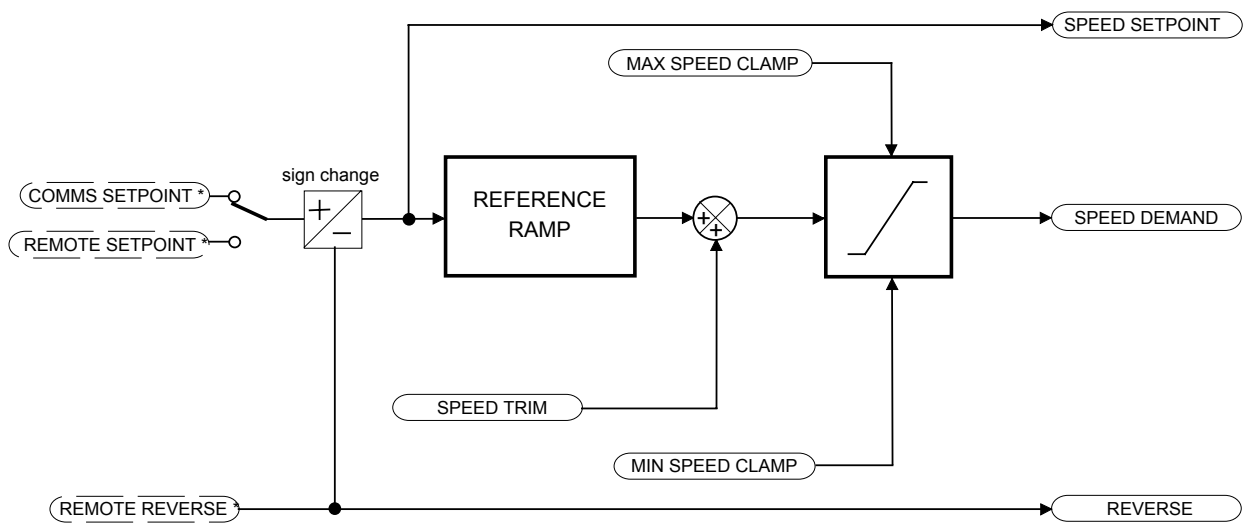 SPEED SETPOINT
MAX SPEED CLAMP
sign change
COMMS SETPOINT *
+
−
REFERENCE
RAMP
+
+
SPEED DEMAND
REMOTE SETPOINT *
SPEED TRIM
MIN SPEED CLAMP
REMOTE REVERSE *
REVERSE